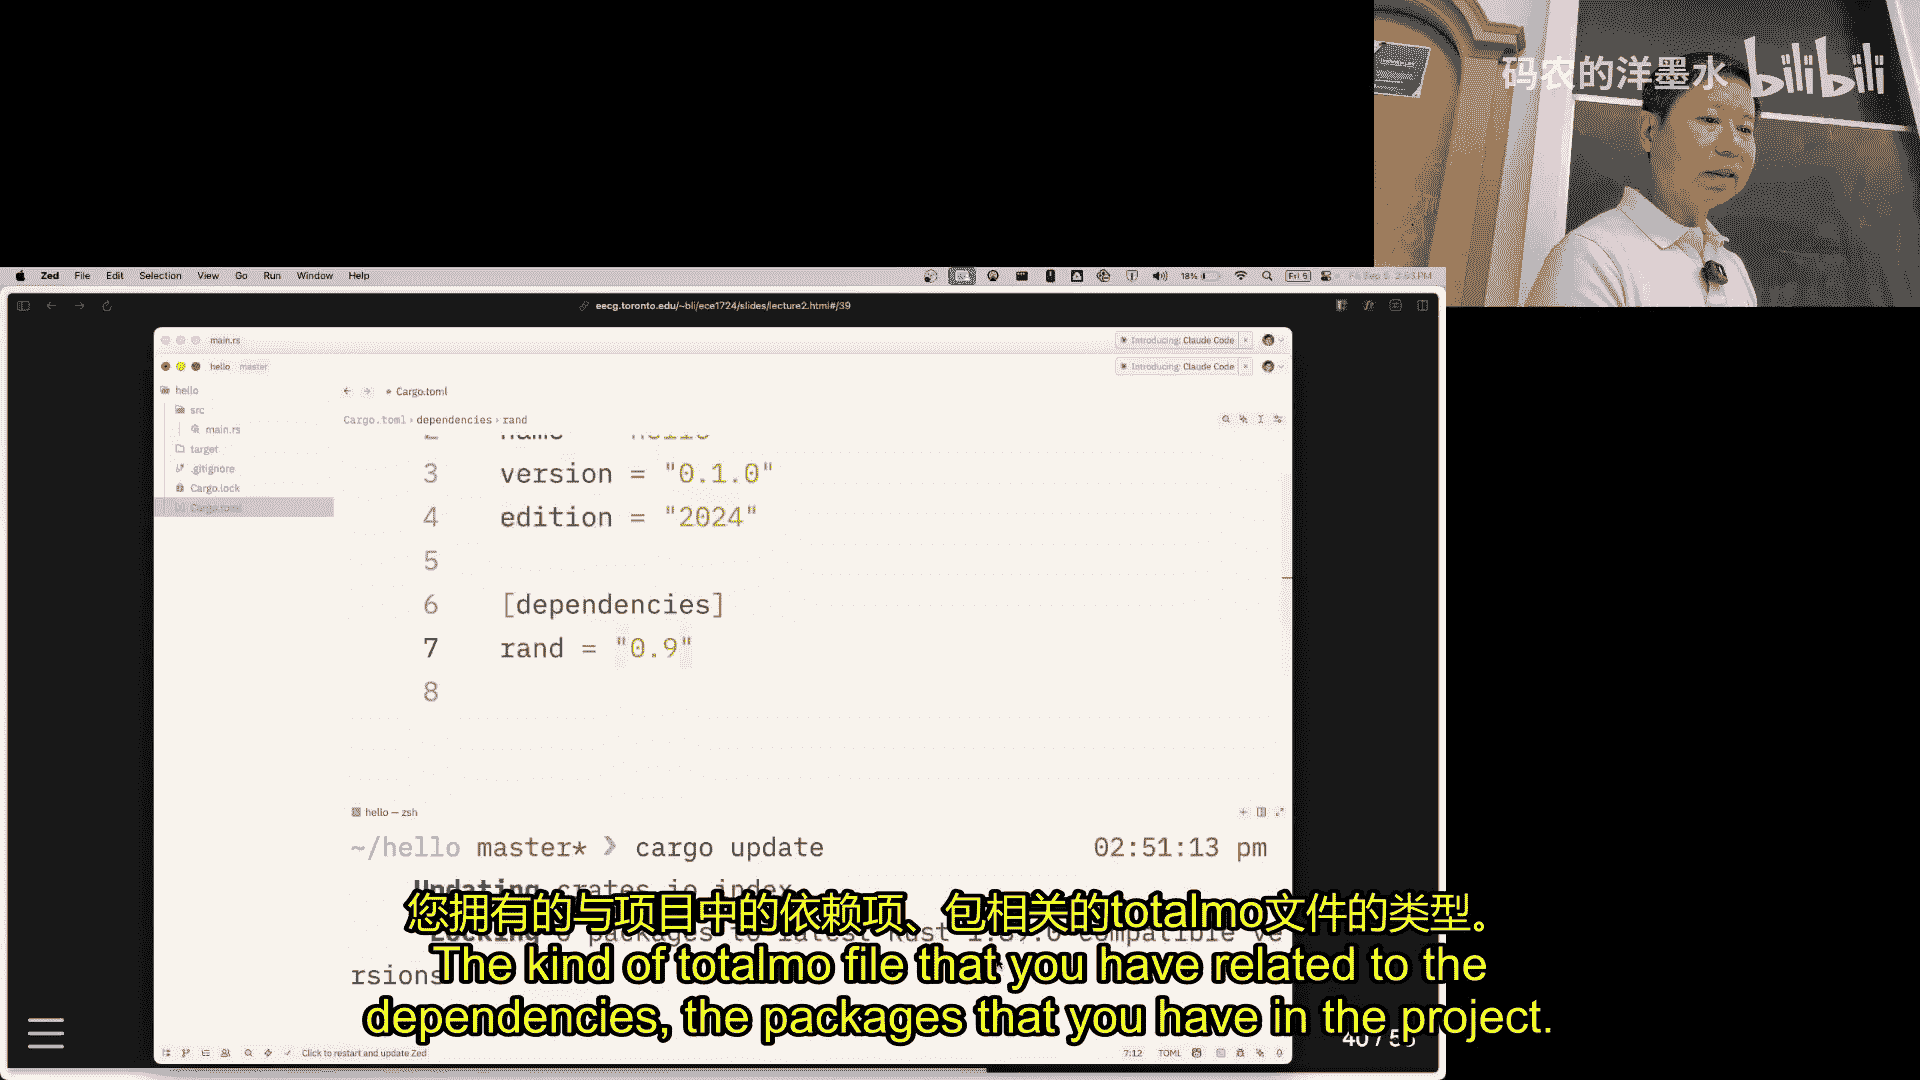 码农的洋墨水 bilibili
Zed File Edit Selection View Go Run Window Help 18% Fri 5
eecg.toronto.edu/~bli/ece1724/slides/lecture2.html#/39
main.rs Introducing: Claude Code
hello master Introducing: Claude Code
hello
src
main.rs
target
.gitignore
Cargo.lock
Cargo.toml
Cargo.toml
Cargo.toml › dependencies › rand
3 version = "0.1.0"
4 edition = "2024"
5
6 [dependencies]
7 rand = "0.9"
8
hello — zsh
~/hello master* ❯ cargo update 02:51:13 pm
Updating crates.io index
rsions
您拥有的与项目中的依赖项、包相关的totalmo文件的类型。
The kind of totalmo file that you have related to the
dependencies, the packages that you have in the project.
Click to restart and update Zed 7:12 TOML